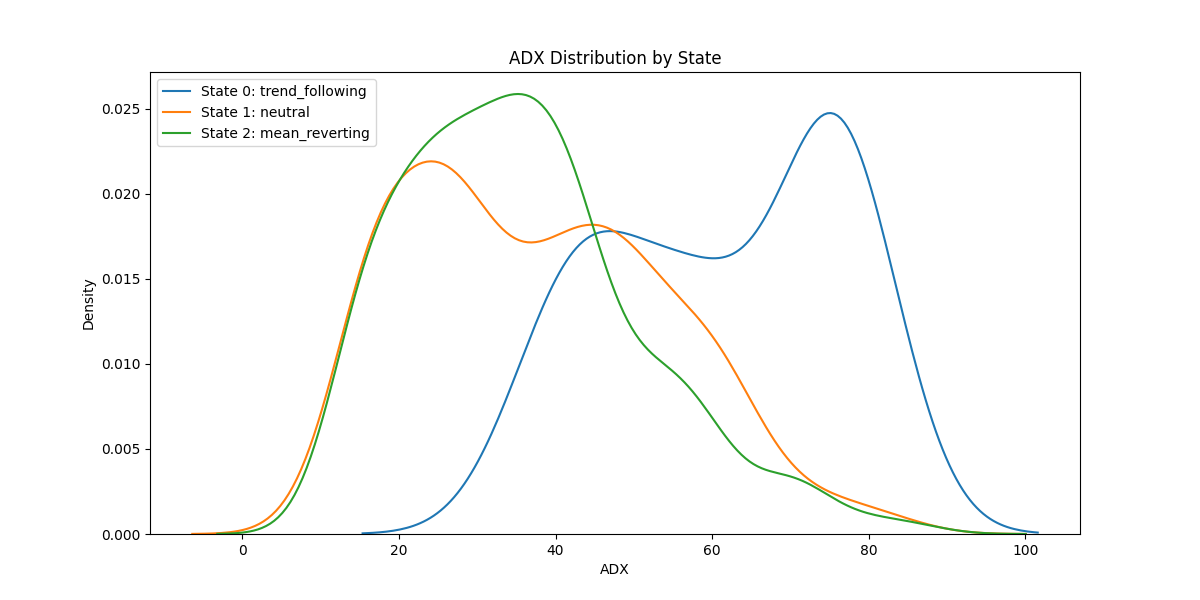 ADX Distribution by State
State 0: trend_following
State 1: neutral
State 2: mean_reverting
Density
0.025
0.020
0.015
0.010
0.005
0.000
0 20 40 60 80 100
ADX